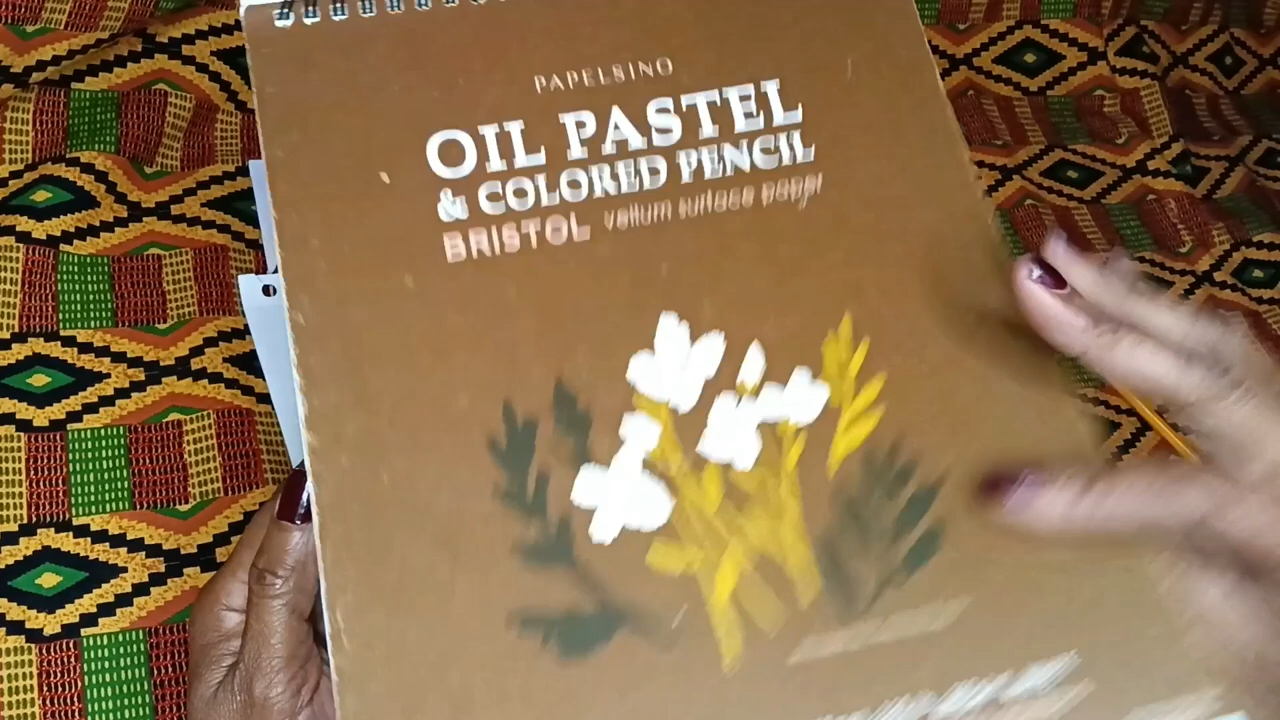 PAPELSINO
OIL PASTEL
& COLORED PENCIL
BRISTOL vellum surface paper